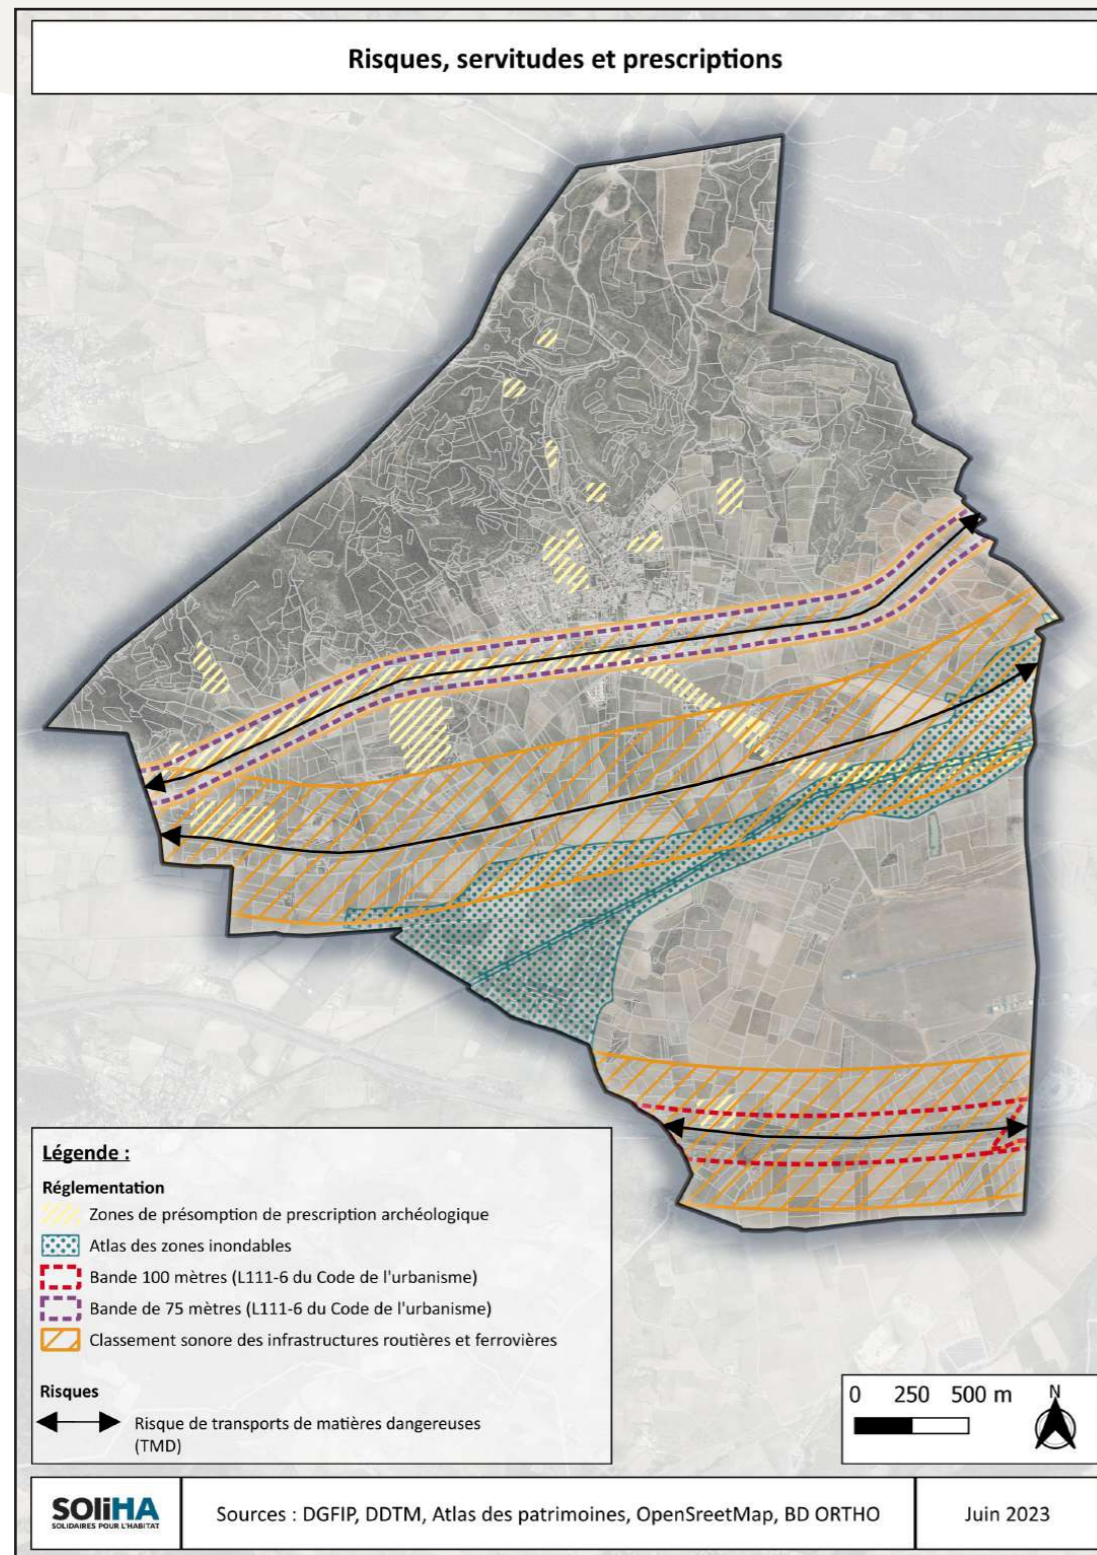 Risques, servitudes et prescriptions
Légende :
Réglementation
Zones de présomption de prescription archéologique
Atlas des zones inondables
Bande 100 mètres (L111-6 du Code de l'urbanisme)
Bande de 75 mètres (L111-6 du Code de l'urbanisme)
Classement sonore des infrastructures routières et ferrovières
Risques
Risque de transports de matières dangereuses
(TMD)
0 250 500 m
N
SOliHA
SOLIDAIRES POUR L'HABITAT
Sources : DGFIP, DDTM, Atlas des patrimoines, OpenSreetMap, BD ORTHO
Juin 2023